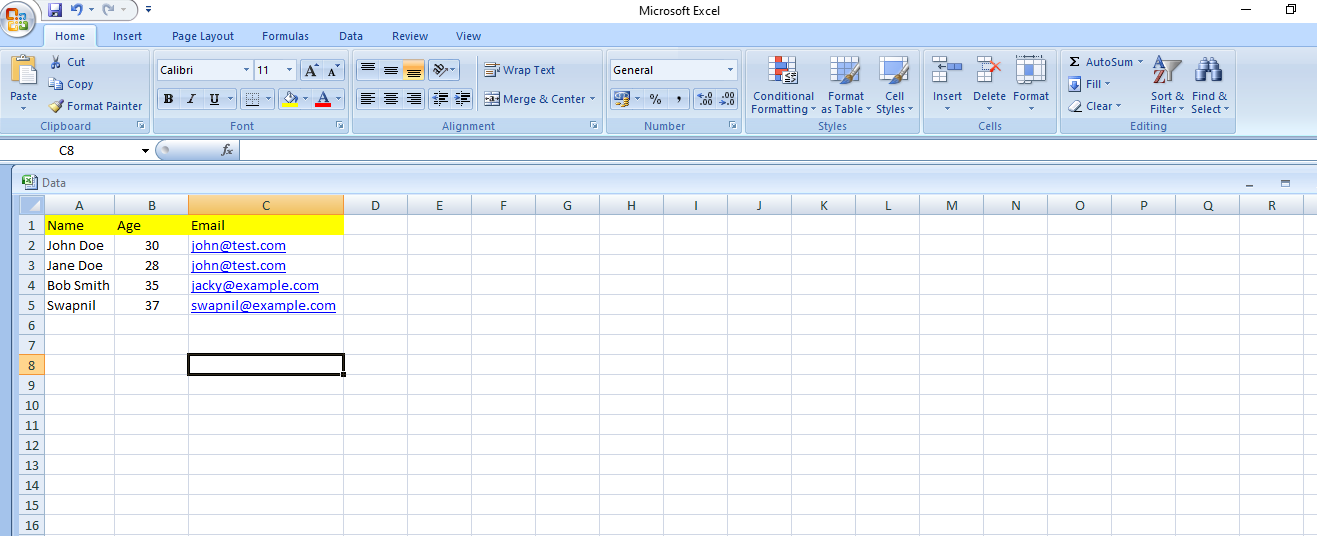 Microsoft Excel
Home Insert Page Layout Formulas Data Review View
Paste Cut Copy Format Painter Clipboard
Calibri 11 A A B I U A Font
Wrap Text Merge & Center Alignment
General % , .00 .0 .00 Number
Conditional Formatting Format as Table Cell Styles Styles
Insert Delete Format Cells
Σ AutoSum Fill Clear Sort & Filter Find & Select Editing
C8 fx
Data
A B C D E F G H I J K L M N O P Q R
1 Name Age Email
2 John Doe 30 john@test.com
3 Jane Doe 28 john@test.com
4 Bob Smith 35 jacky@example.com
5 Swapnil 37 swapnil@example.com
6
7
8
9
10
11
12
13
14
15
16